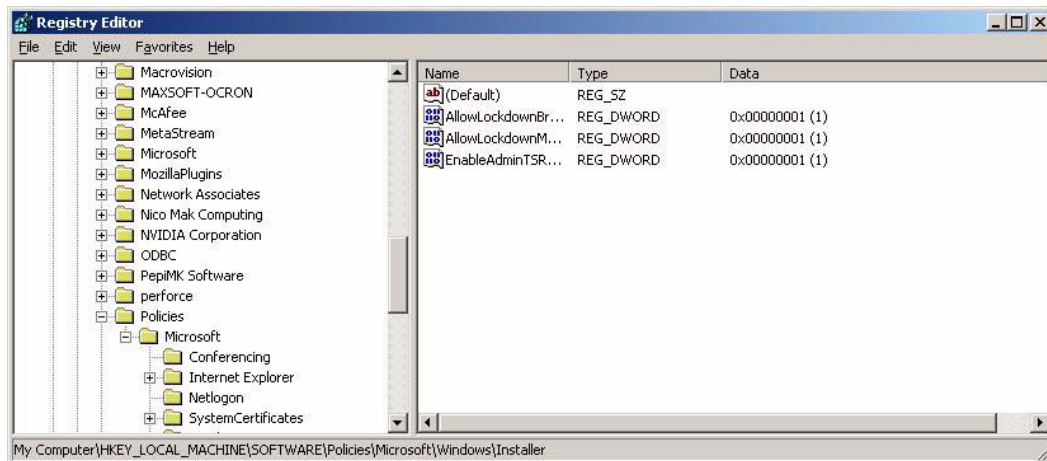 Registry Editor
File Edit View Favorites Help
Macrovision
MAXSOFT-OCRON
McAfee
MetaStream
Microsoft
MozillaPlugins
Network Associates
Nico Mak Computing
NVIDIA Corporation
ODBC
PepiMK Software
perforce
Policies
Microsoft
Conferencing
Internet Explorer
Netlogon
SystemCertificates
Name Type Data
(Default) REG_SZ
AllowLockdownBr... REG_DWORD 0x00000001 (1)
AllowLockdownM... REG_DWORD 0x00000001 (1)
EnableAdminTSR... REG_DWORD 0x00000001 (1)
My Computer\HKEY_LOCAL_MACHINE\SOFTWARE\Policies\Microsoft\Windows\Installer